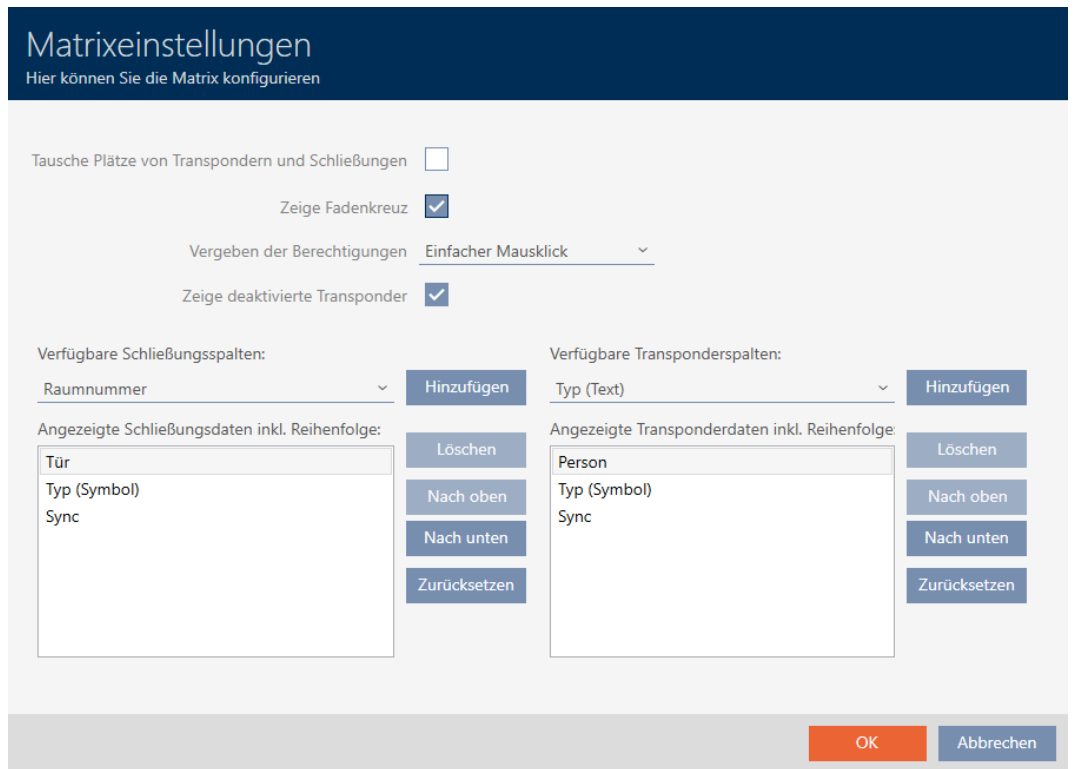 Matrixeinstellungen
Hier können Sie die Matrix konfigurieren
Tausche Plätze von Transpondern und Schließungen
Zeige Fadenkreuz
Vergeben der Berechtigungen Einfacher Mausklick
Zeige deaktivierte Transponder
Verfügbare Schließungsspalten:
Raumnummer
Hinzufügen
Angezeigte Schließungsdaten inkl. Reihenfolge:
Tür
Typ (Symbol)
Sync
Löschen
Nach oben
Nach unten
Zurücksetzen
Verfügbare Transponderspalten:
Typ (Text)
Hinzufügen
Angezeigte Transponderdaten inkl. Reihenfolge:
Person
Typ (Symbol)
Sync
Löschen
Nach oben
Nach unten
Zurücksetzen
OK
Abbrechen